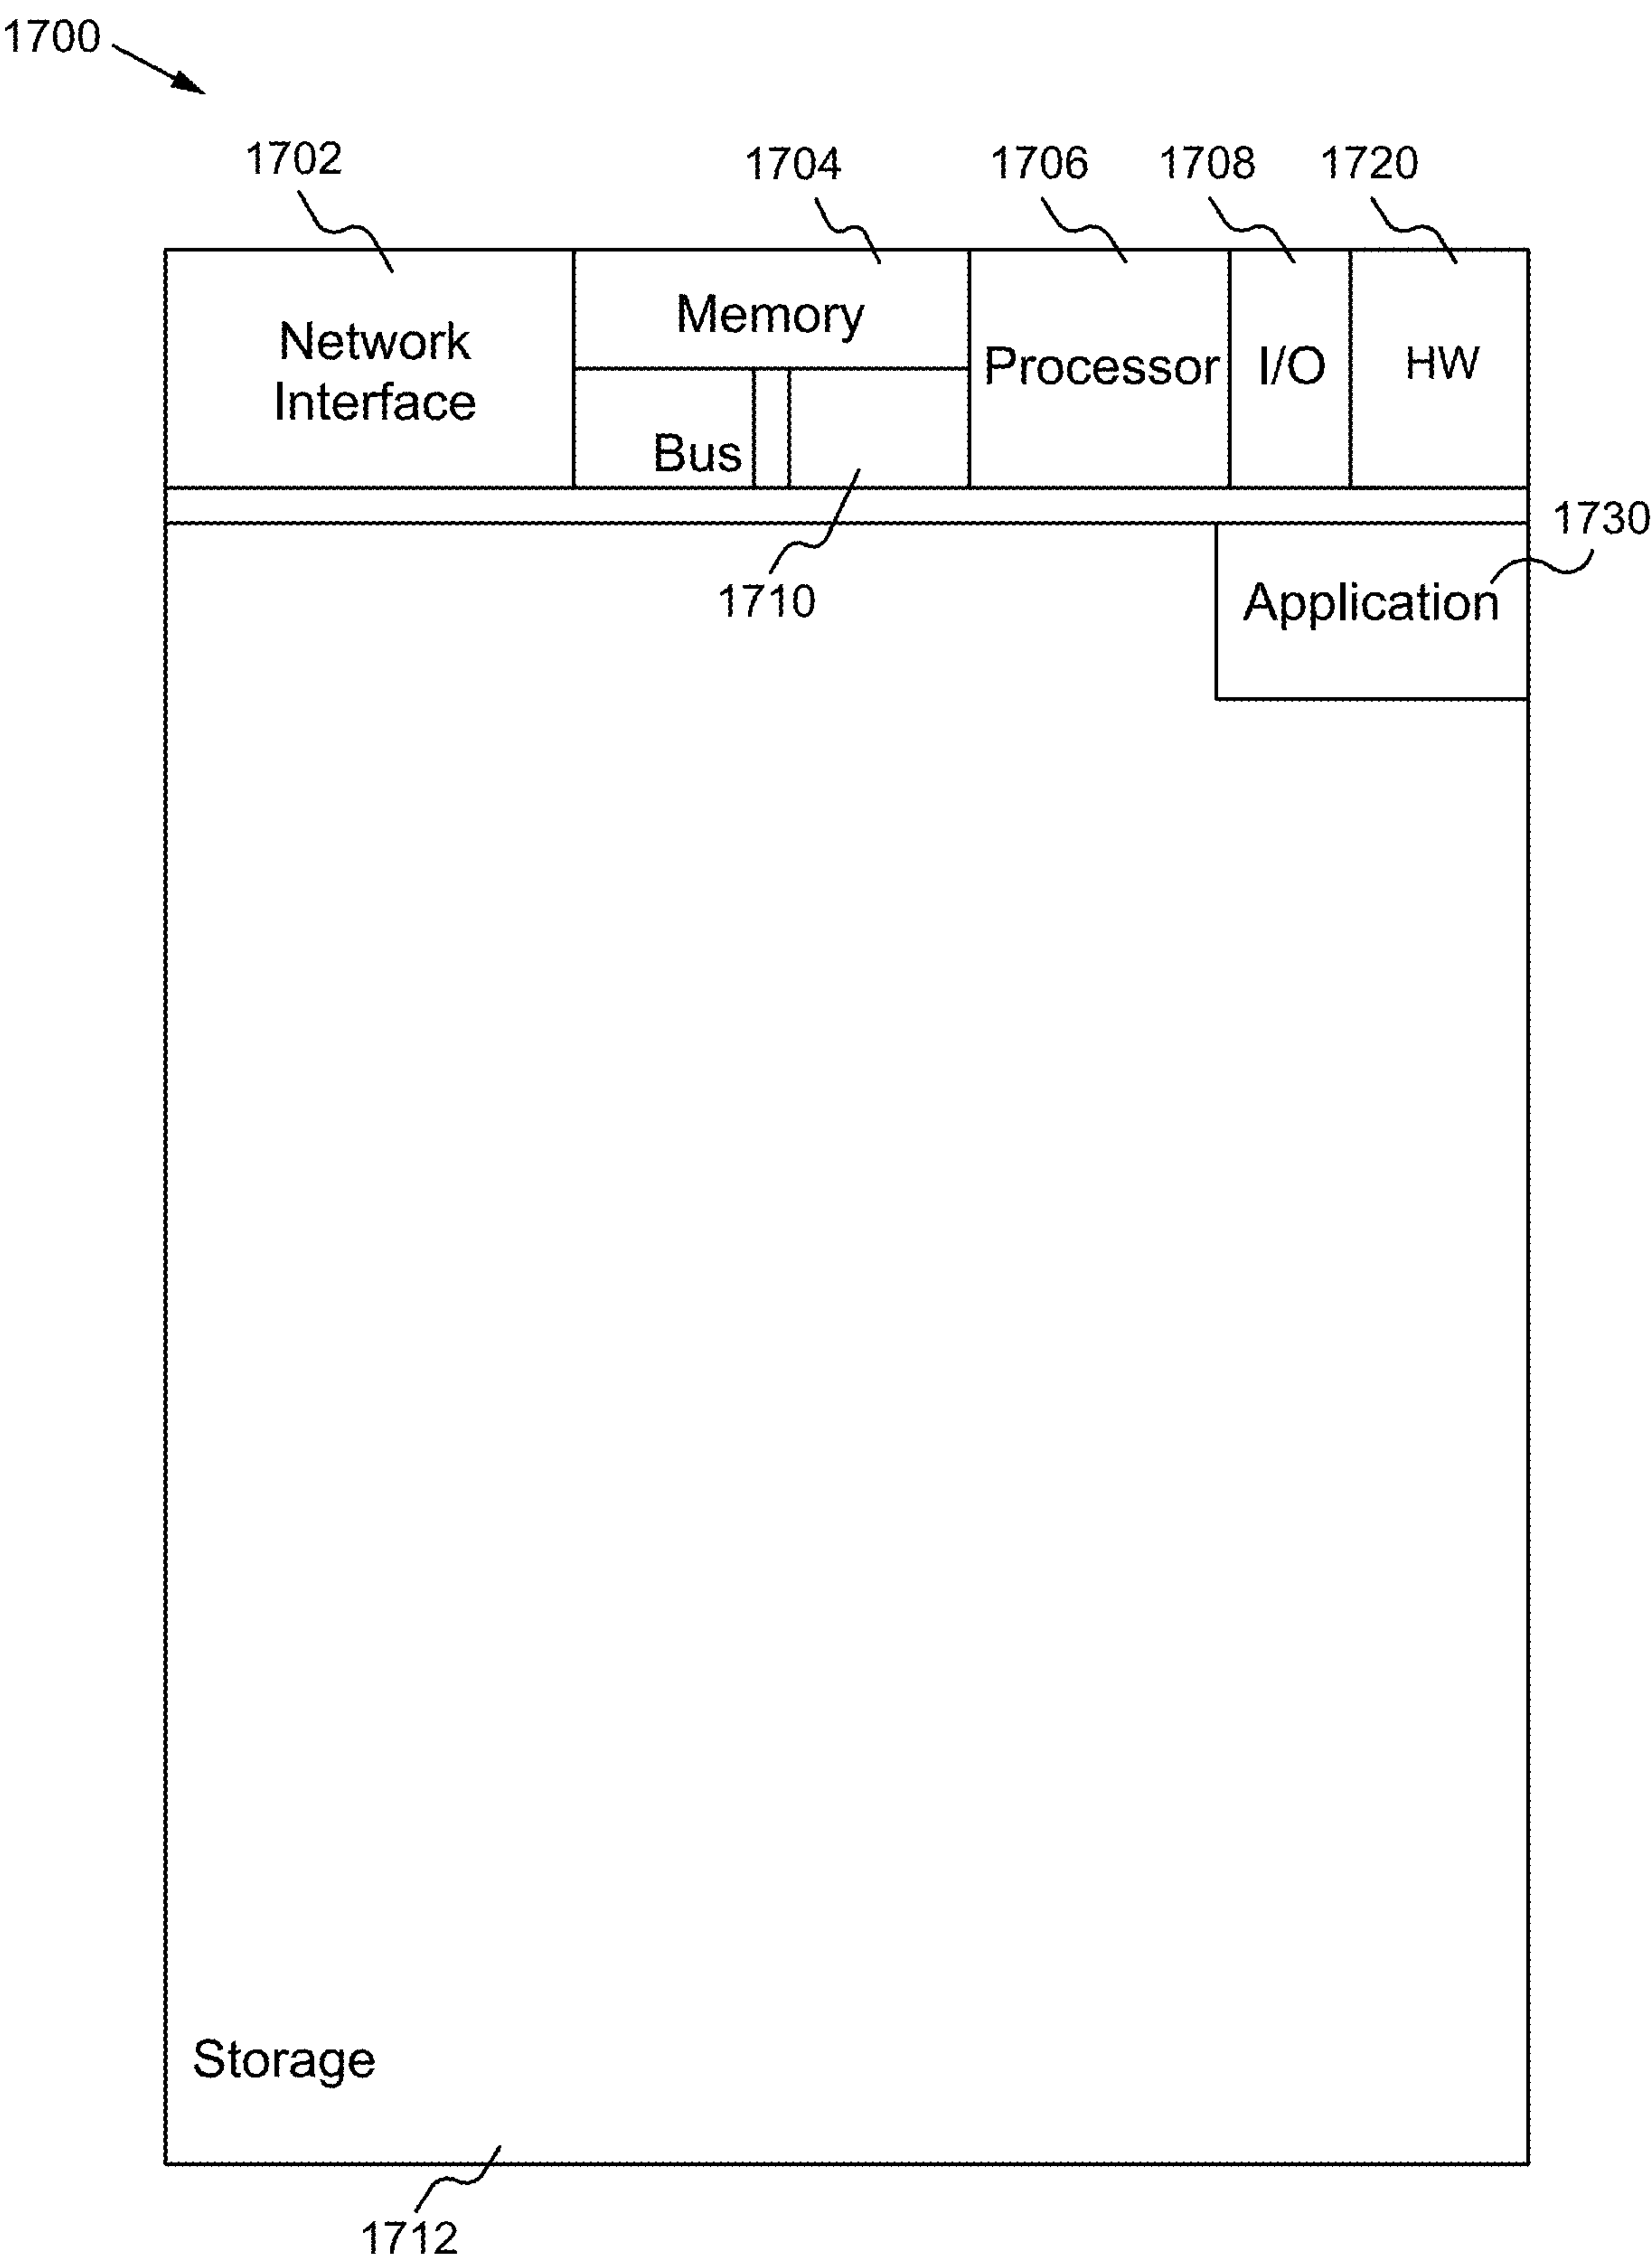 1700
1702
1704
1706
1708
1720
Network
Interface
Memory
Processor
I/O
HW
Bus
1730
1710
Application
Storage
1712